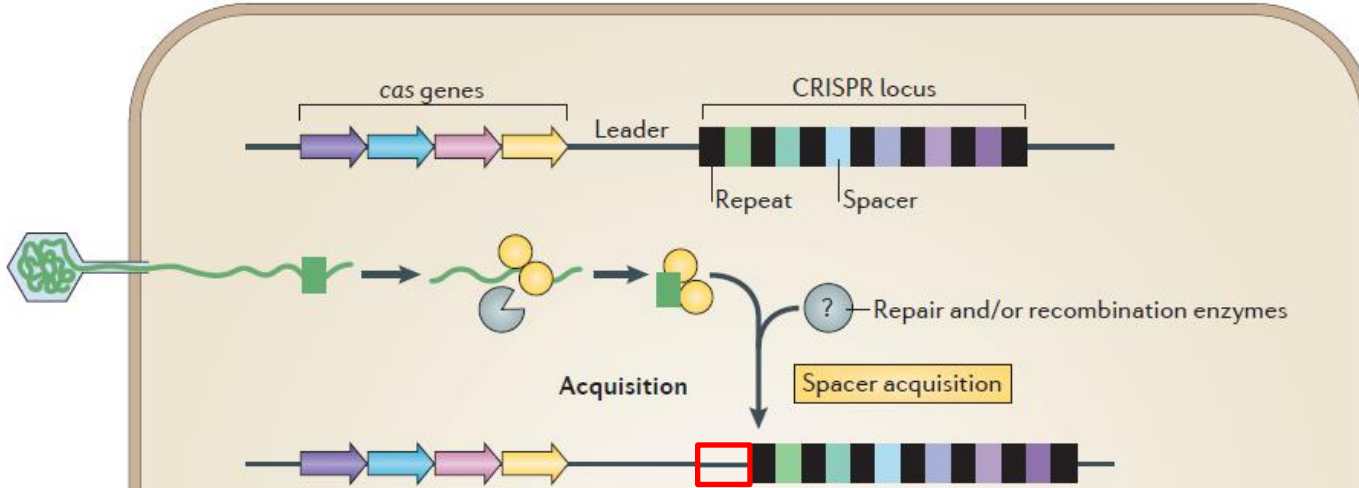 cas genes
CRISPR locus
Leader
Repeat
Spacer
?
Repair and/or recombination enzymes
Acquisition
Spacer acquisition